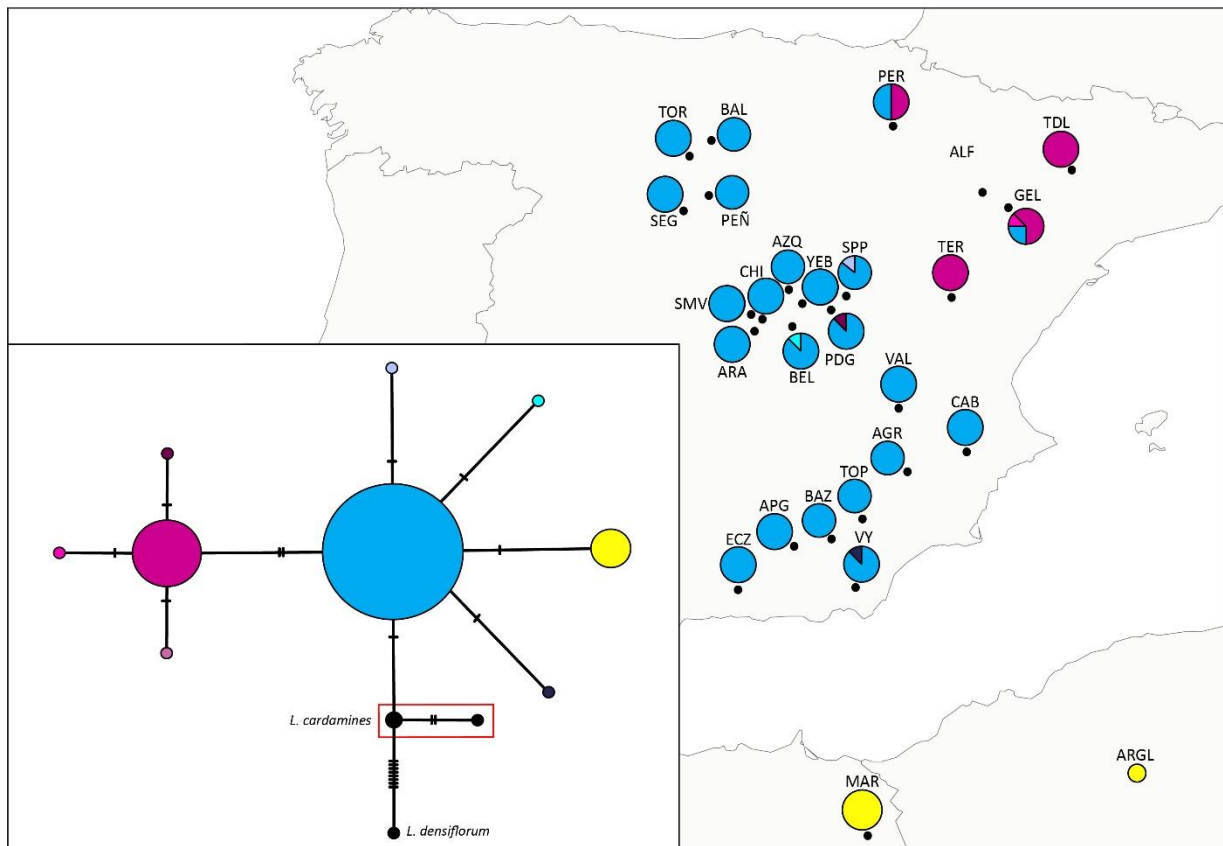 PER
TOR
BAL
TDL
ALF
SEG
PEÑ
GEL
AZQ
SPP
YEB
CHI
TER
SMV
ARA
PDG
BEL
VAL
CAB
AGR
TOP
BAZ
APG
ECZ
VY
L. cardamines
L. densiflorum
ARGL
MAR